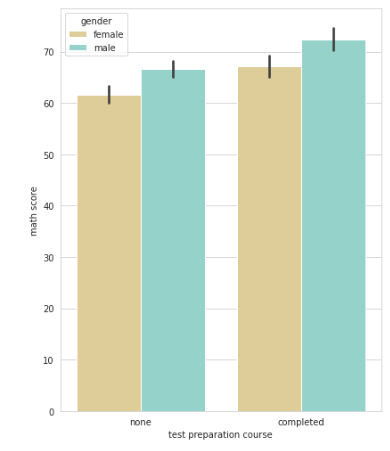 gender
female
male
70
60
50
40
30
20
10
0
math score
none
completed
test preparation course